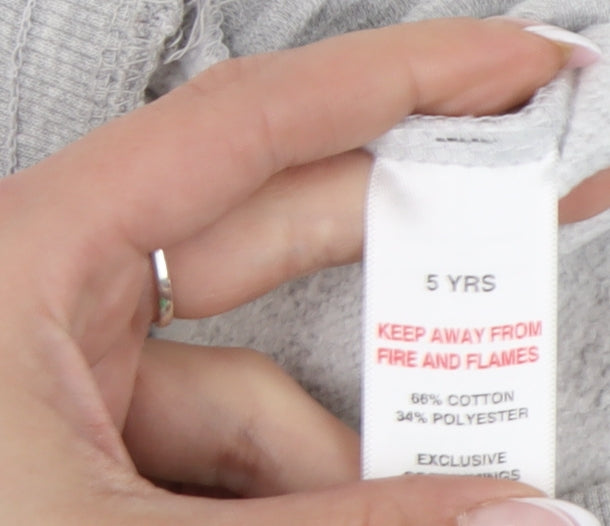 5 YRS
KEEP AWAY FROM
FIRE AND FLAMES
66% COTTON
34% POLYESTER
EXCLUSIVE